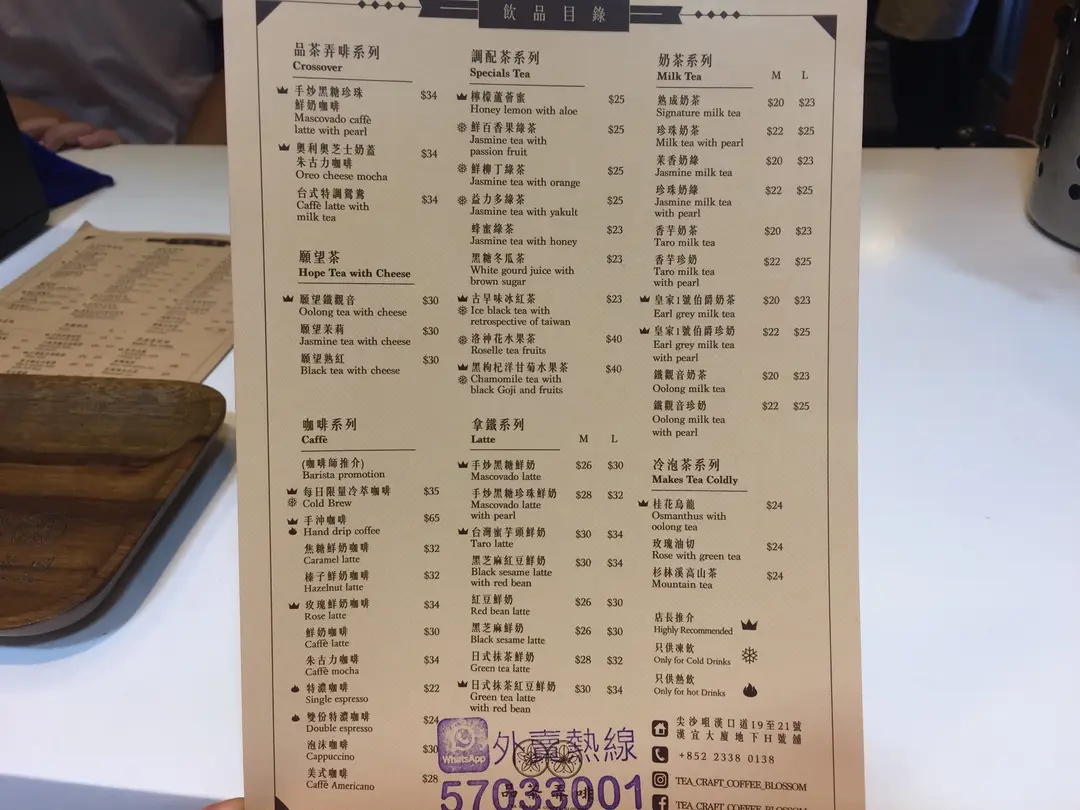 飲品目錄
品茶弄啡系列
Crossover
手炒黑糖珍珠 $34
鮮奶咖啡
Mascovado caffè
latte with pearl
奧利奧芝士奶蓋 $34
朱古力咖啡
Oreo cheese mocha
台式特調鴛鴦 $34
Caffè latte with
milk tea
願望茶
Hope Tea with Cheese
願望鐵觀音 $30
Oolong tea with cheese
願望茉莉 $30
Jasmine tea with cheese
願望熟紅 $30
Black tea with cheese
咖啡系列
Caffè
(咖啡師推介)
Barista promotion
每日限量冷萃咖啡 $35
Cold Brew
手沖咖啡 $65
Hand drip coffee
焦糖鮮奶咖啡 $32
Caramel latte
榛子鮮奶咖啡 $32
Hazelnut latte
玫瑰鮮奶咖啡 $34
Rose latte
鮮奶咖啡 $30
Caffè latte
朱古力咖啡 $34
Caffè mocha
特濃咖啡 $22
Single espresso
雙份特濃咖啡 $24
Double espresso
泡沫咖啡 $30
Cappuccino
美式咖啡 $28
Caffè Americano
調配茶系列
Specials Tea
檸檬蘆薈蜜 $25
Honey lemon with aloe
鮮百香果綠茶 $25
Jasmine tea with
passion fruit
鮮柳丁綠茶 $25
Jasmine tea with orange
益力多綠茶 $25
Jasmine tea with yakult
蜂蜜綠茶 $23
Jasmine tea with honey
黑糖冬瓜茶 $23
White gourd juice with
brown sugar
古早味冰紅茶 $23
Ice black tea with
retrospective of taiwan
洛神花水果茶 $40
Roselle tea fruits
黑枸杞洋甘菊水果茶 $40
Chamomile tea with
black Goji and fruits
拿鐵系列
Latte M L
手炒黑糖鮮奶 $26 $30
Mascovado latte
手炒黑糖珍珠鮮奶 $28 $32
Mascovado latte
with pearl
台灣蜜芋頭鮮奶 $30 $34
Taro latte
黑芝麻紅豆鮮奶 $30 $34
Black sesame latte
with red bean
紅豆鮮奶 $26 $30
Red bean latte
黑芝麻鮮奶 $26 $30
Black sesame latte
日式抹茶鮮奶 $28 $32
Green tea latte
日式抹茶紅豆鮮奶 $30 $34
Green tea latte
with red bean
奶茶系列
Milk Tea M L
熟成奶茶 $20 $23
Signature milk tea
珍珠奶茶 $22 $25
Milk tea with pearl
茉香奶綠 $20 $23
Jasmine milk tea
珍珠奶綠 $22 $25
Jasmine milk tea
with pearl
香芋奶茶 $20 $23
Taro milk tea
香芋珍奶 $22 $25
Taro milk tea
with pearl
皇家1號伯爵奶茶 $20 $23
Earl grey milk tea
皇家1號伯爵珍奶 $22 $25
Earl grey milk tea
with pearl
鐵觀音奶茶 $20 $23
Oolong milk tea
鐵觀音珍奶 $22 $25
Oolong milk tea
with pearl
冷泡茶系列
Makes Tea Coldly
桂花烏龍 $24
Osmanthus with
oolong tea
玫瑰油切 $24
Rose with green tea
杉林溪高山茶 $24
Mountain tea
店長推介
Highly Recommended
只供凍飲
Only for Cold Drinks
只供熱飲
Only for hot Drinks
尖沙咀漢口道19至21號
漢宜大廈地下H號舖
+852 2338 0138
TEA_CRAFT_COFFEE_BLOSSOM
TEA_CRAFT_COFFEE_BLOSSOM
WhatsApp
外賣熱線
57033001
品茶弄啡